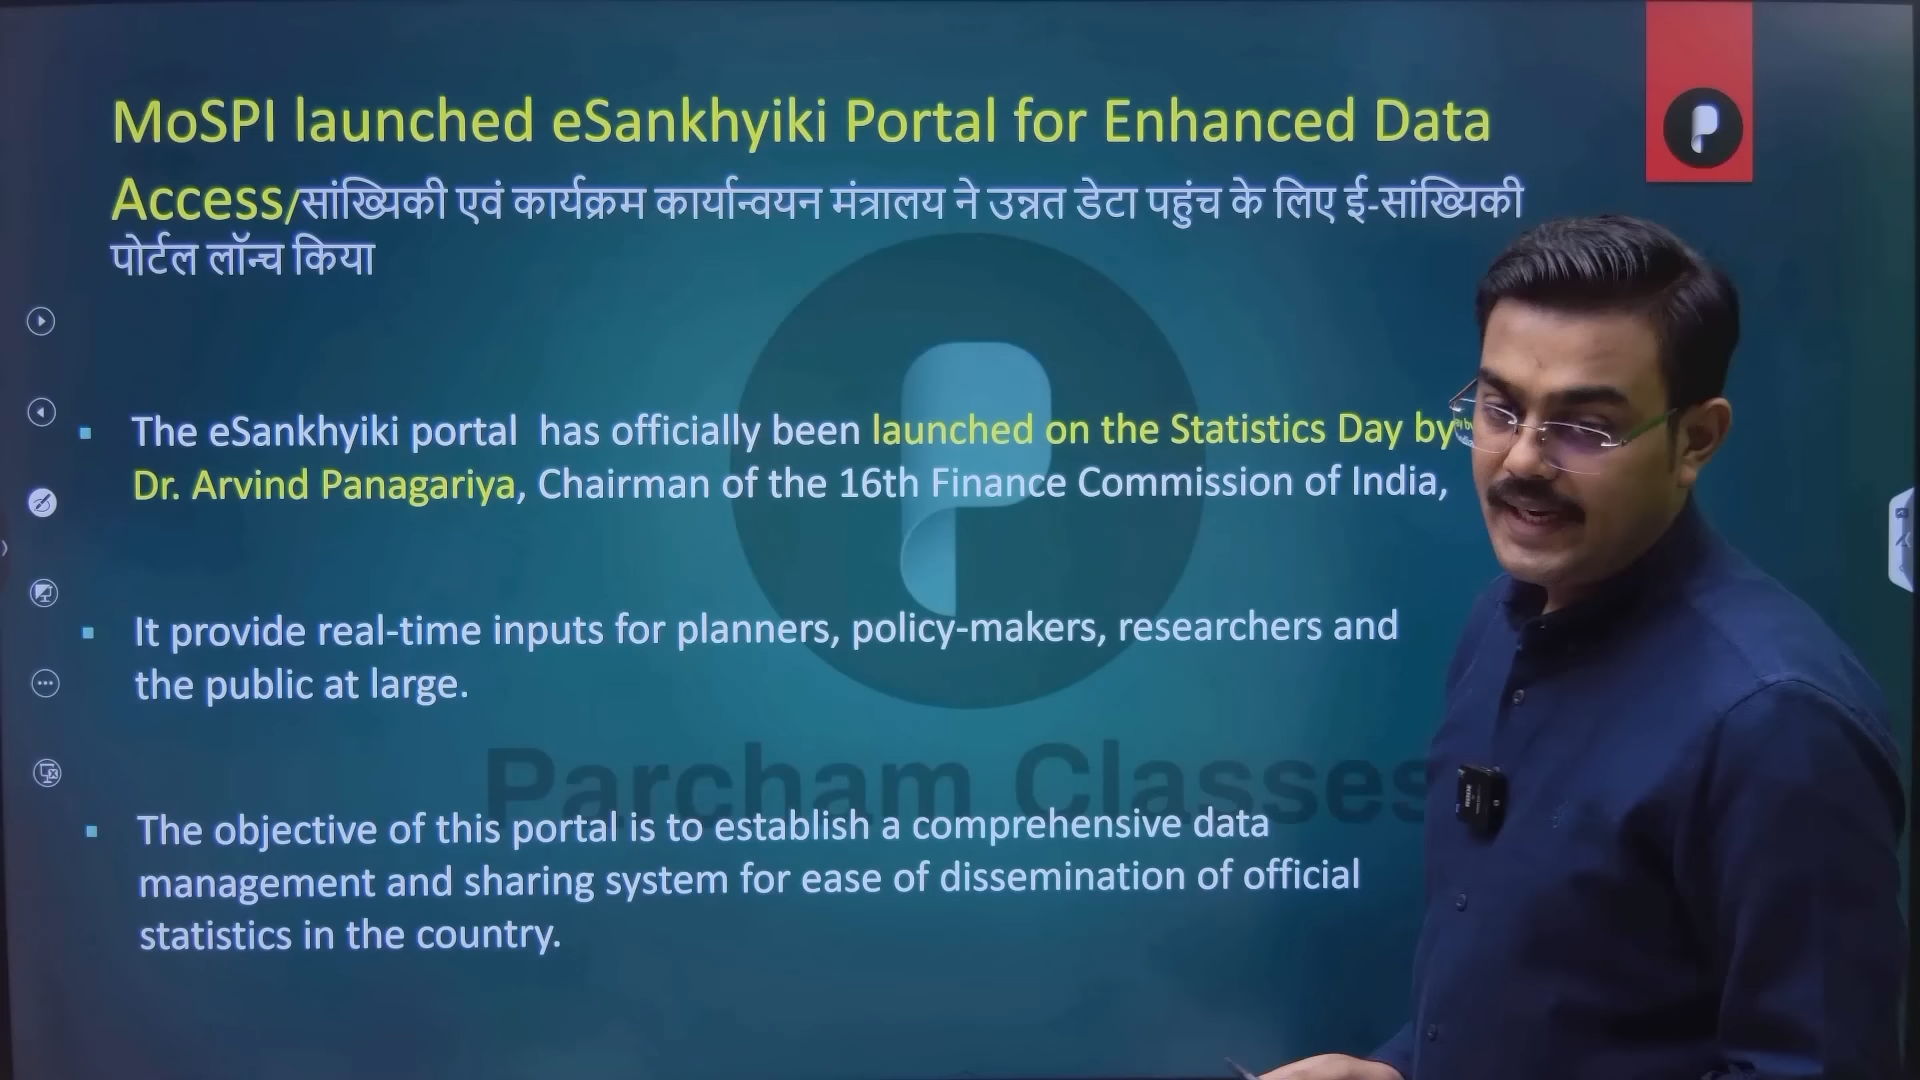 MoSPI launched eSankhyiki Portal for Enhanced Data
Access/सांख्यिकी एवं कार्यक्रम कार्यान्वयन मंत्रालय ने उन्नत डेटा पहुंच के लिए ई-सांख्यिकी
पोर्टल लॉन्च किया
The eSankhyiki portal has officially been launched on the Statistics Day by
Dr. Arvind Panagariya, Chairman of the 16th Finance Commission of India,
It provide real-time inputs for planners, policy-makers, researchers and
the public at large.
Parcham Classes
The objective of this portal is to establish a comprehensive data
management and sharing system for ease of dissemination of official
statistics in the country.